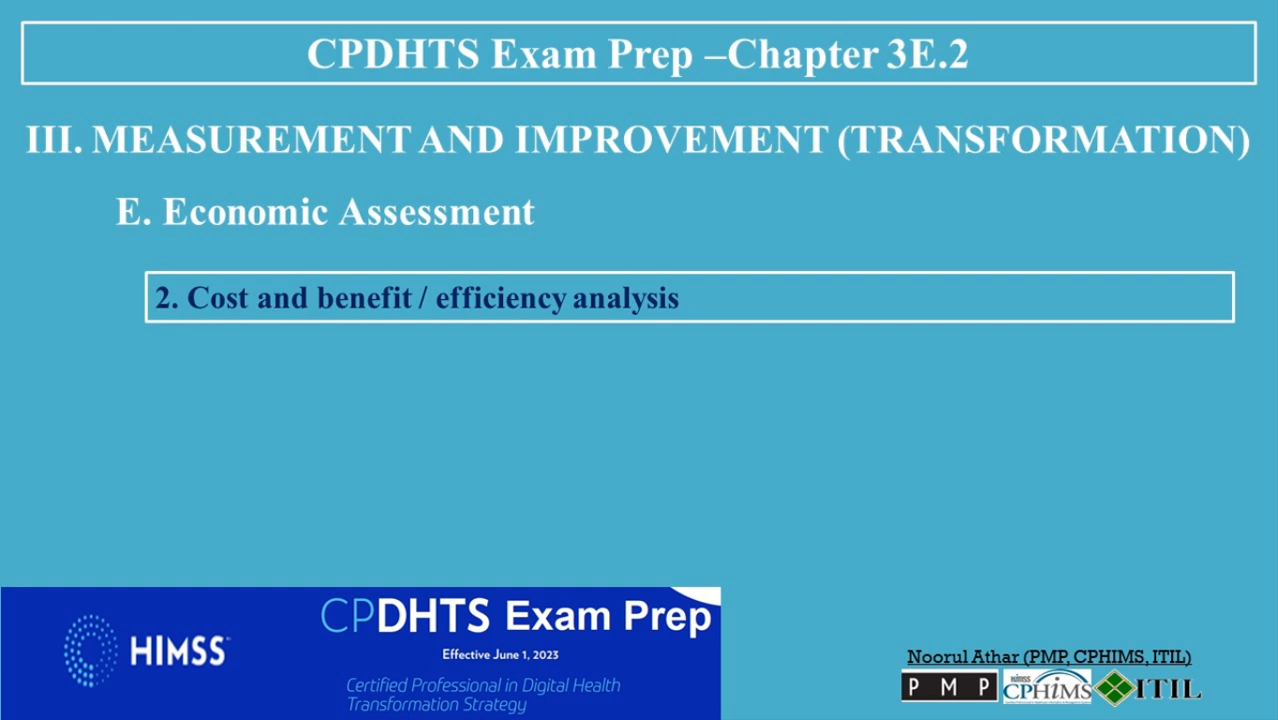 CPDHTS Exam Prep –Chapter 3E.2
III. MEASUREMENT AND IMPROVEMENT (TRANSFORMATION)
E. Economic Assessment
2. Cost and benefit / efficiency analysis
HIMSS
CPDHTS Exam Prep
Effective June 1, 2023
Certified Professional in Digital Health
Transformation Strategy
Noorul Athar (PMP, CPHIMS, ITIL)
PMP
HIMSS
CPHIMS
ITIL